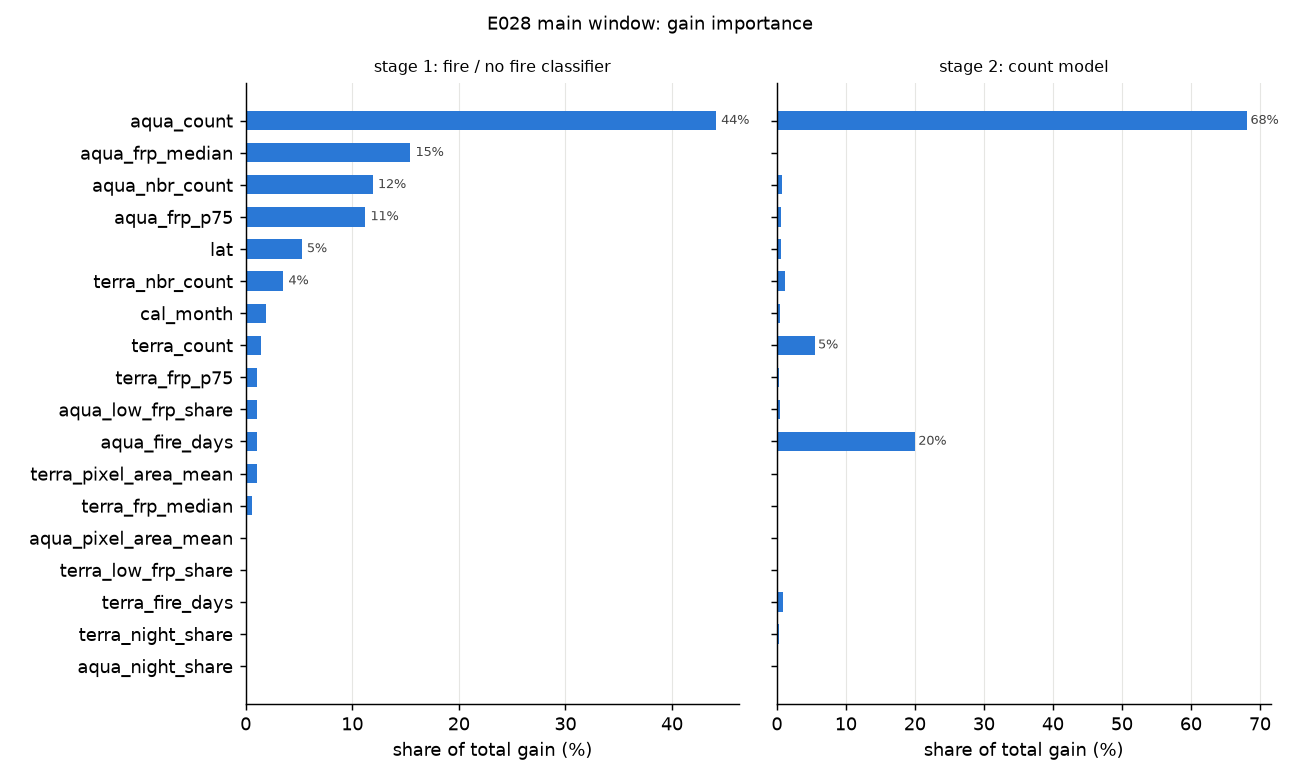 E028 main window: gain importance
stage 1: fire / no fire classifier
aqua_count
44%
aqua_frp_median
15%
aqua_nbr_count
12%
aqua_frp_p75
11%
lat
5%
terra_nbr_count
4%
cal_month
terra_count
terra_frp_p75
aqua_low_frp_share
aqua_fire_days
terra_pixel_area_mean
terra_frp_median
aqua_pixel_area_mean
terra_low_frp_share
terra_fire_days
terra_night_share
aqua_night_share
0 10 20 30 40
share of total gain (%)
stage 2: count model
68%
5%
20%
0 10 20 30 40 50 60 70
share of total gain (%)